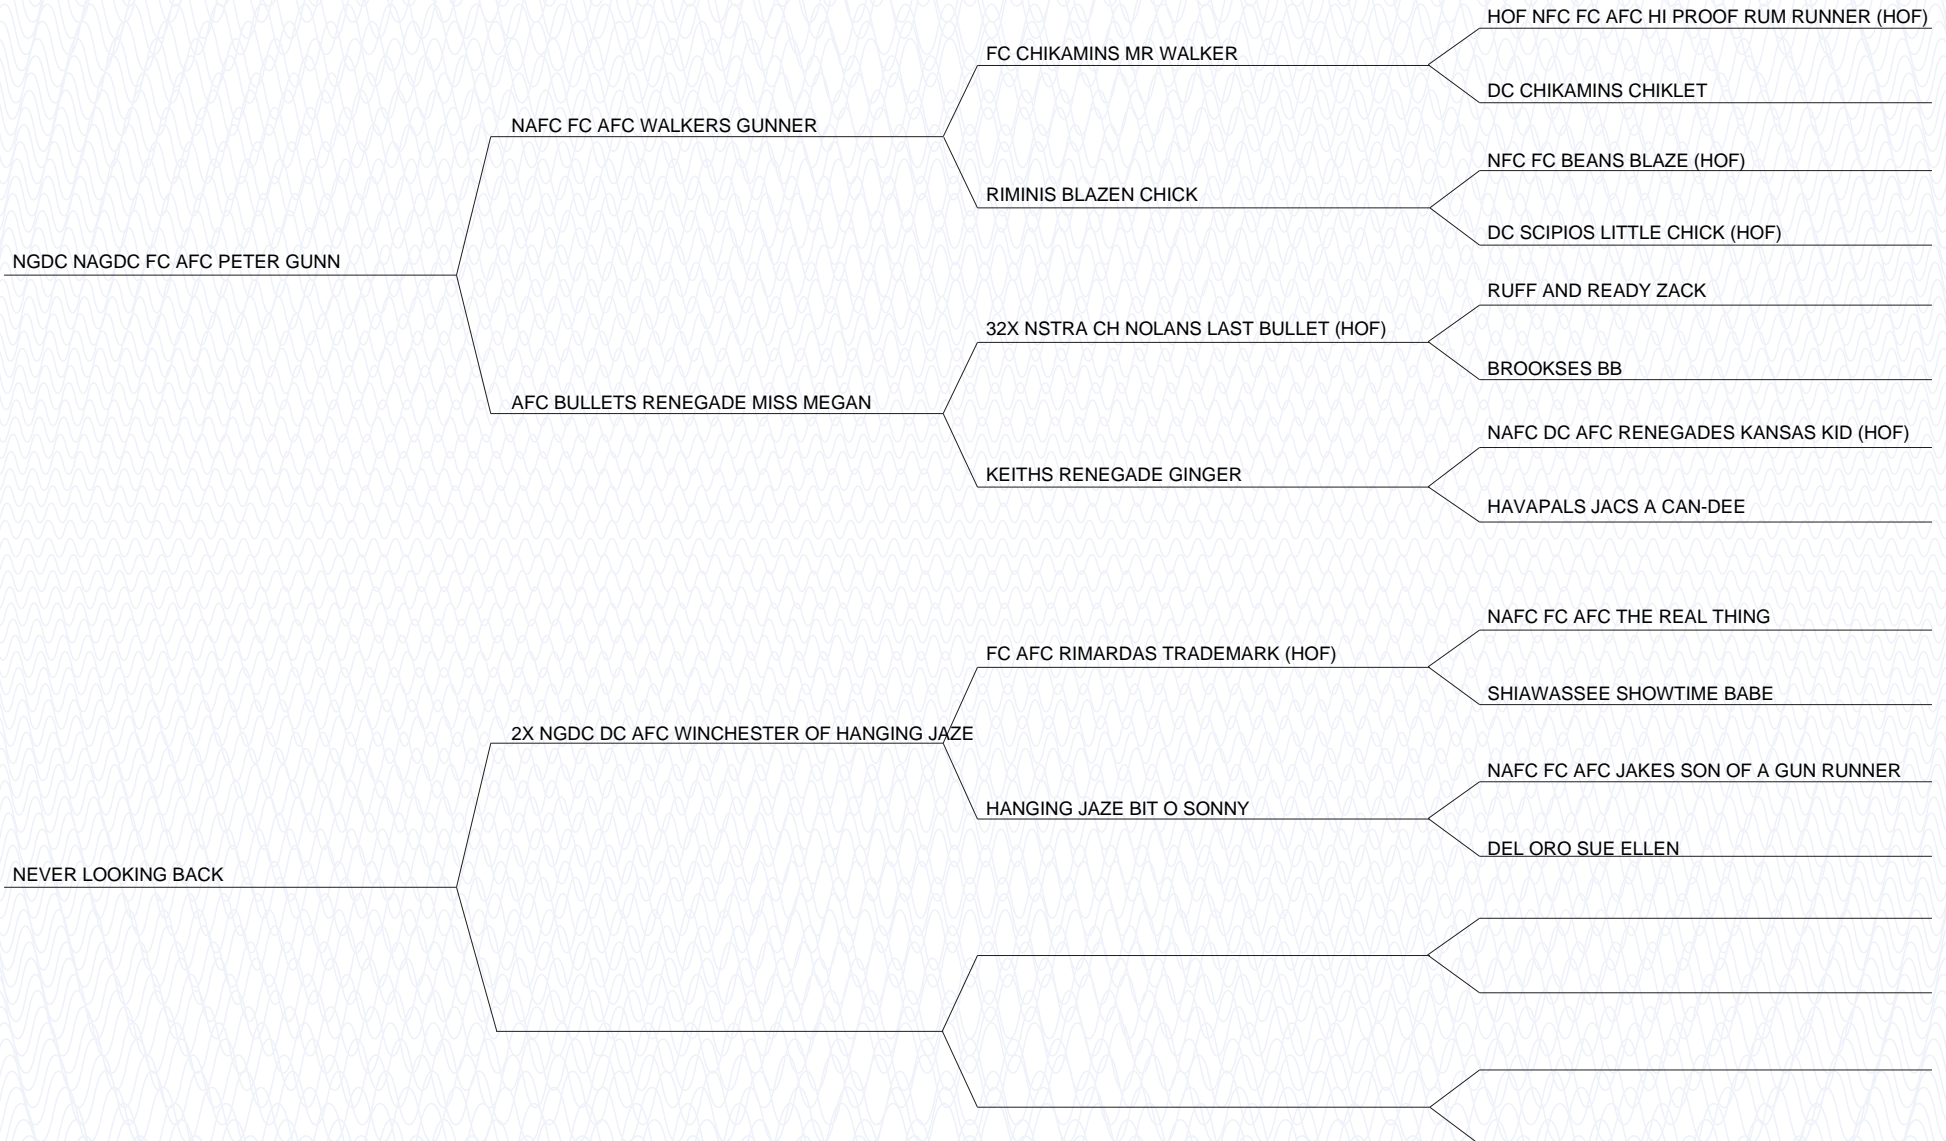 HOF NFC FC AFC HI PROOF RUM RUNNER (HOF)
FC CHIKAMINS MR WALKER
DC CHIKAMINS CHIKLET
NAFC FC AFC WALKERS GUNNER
NFC FC BEANS BLAZE (HOF)
RIMINIS BLAZEN CHICK
DC SCIPIOS LITTLE CHICK (HOF)
NGDC NAGDC FC AFC PETER GUNN
RUFF AND READY ZACK
32X NSTRA CH NOLANS LAST BULLET (HOF)
BROOKSES BB
AFC BULLETS RENEGADE MISS MEGAN
NAFC DC AFC RENEGADES KANSAS KID (HOF)
KEITHS RENEGADE GINGER
HAVAPALS JACS A CAN-DEE
NAFC FC AFC THE REAL THING
FC AFC RIMARDAS TRADEMARK (HOF)
SHIAWASSEE SHOWTIME BABE
2X NGDC DC AFC WINCHESTER OF HANGING JAZE
NAFC FC AFC JAKES SON OF A GUN RUNNER
HANGING JAZE BIT O SONNY
DEL ORO SUE ELLEN
NEVER LOOKING BACK